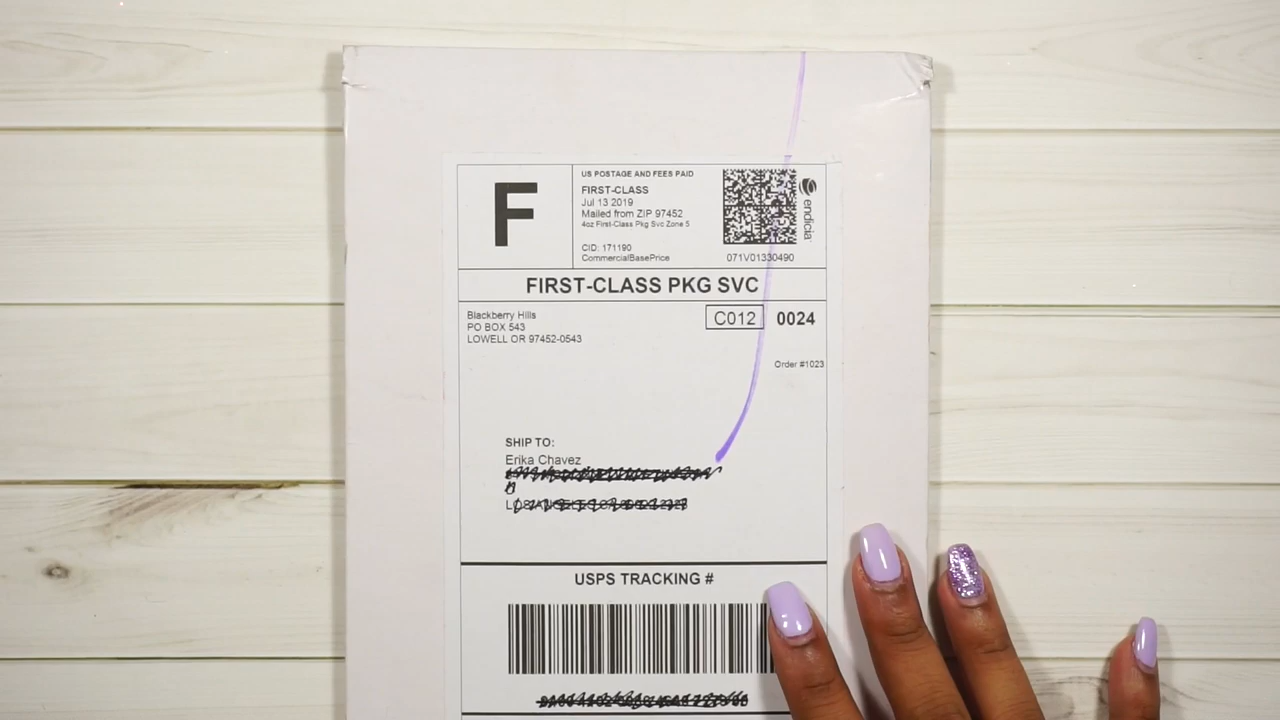 F
US POSTAGE AND FEES PAID
FIRST-CLASS
Jul 13 2019
Mailed from ZIP 97452
4oz First-Class Pkg Svc Zone 5
CID: 171190
CommercialBasePrice
071V01330490
endicia
FIRST-CLASS PKG SVC
Blackberry Hills
PO BOX 543
LOWELL OR 97452-0543
C012 0024
Order #1023
SHIP TO:
Erika Chavez
USPS TRACKING #